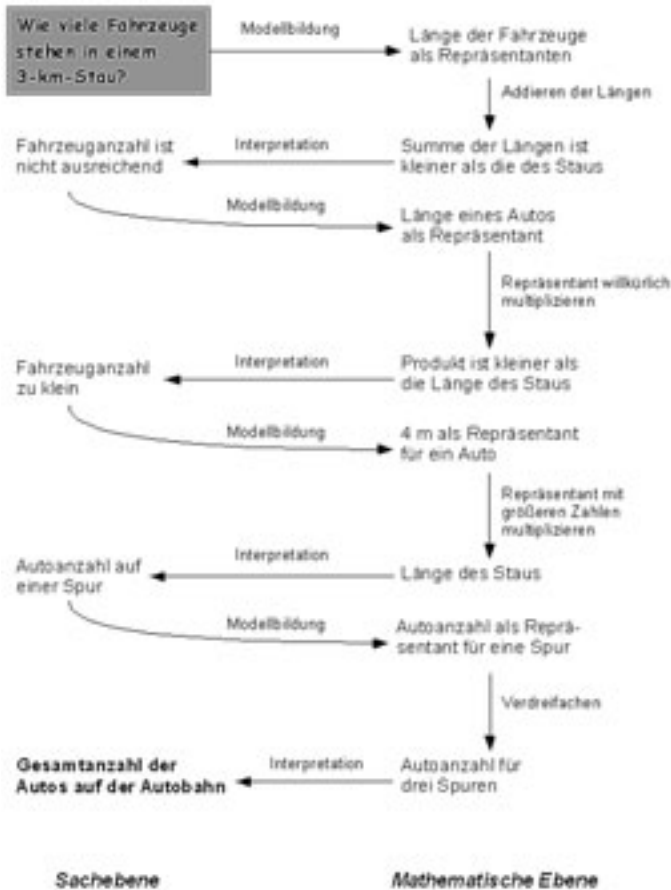 Wie viele Fahrzeuge
stehen in einem
3-km-Stau?
Modellbildung
Länge der Fahrzeuge
als Repräsentanten
Addieren der Längen
Fahrzeuganzahl ist
nicht ausreichend
Interpretation
Summe der Längen ist
kleiner als die des Staus
Modellbildung
Länge eines Autos
als Repräsentant
Repräsentant willkürlich
multiplizieren
Fahrzeuganzahl
zu klein
Interpretation
Produkt ist kleiner als
die Länge des Staus
Modellbildung
4 m als Repräsentant
für ein Auto
Repräsentant mit
größeren Zahlen
multiplizieren
Autoanzahl auf
einer Spur
Interpretation
Länge des Staus
Modellbildung
Autoanzahl als Reprä-
sentant für eine Spur
Verdreifachen
Gesamtanzahl der
Autos auf der Autobahn
Interpretation
Autoanzahl für
drei Spuren
Sachebene
Mathematische Ebene